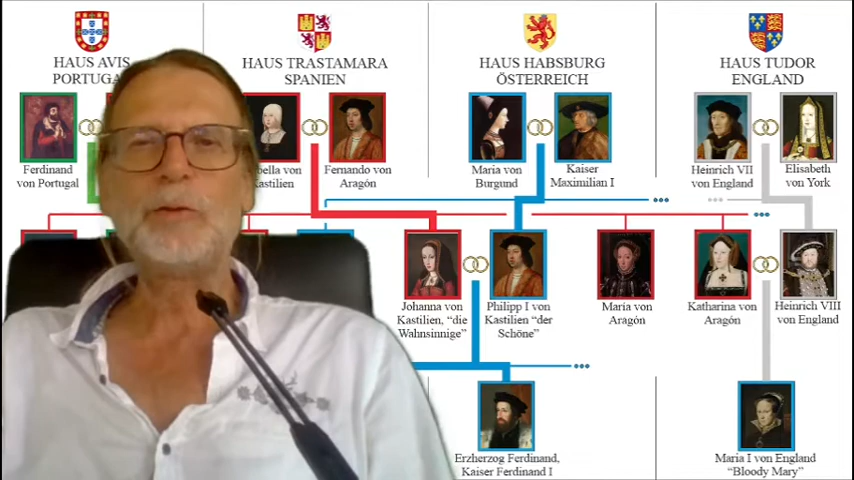 HAUS AVIS
PORTUGA
HAUS TRASTAMARA
SPANIEN
HAUS HABSBURG
ÖSTERREICH
HAUS TUDOR
ENGLAND
Ferdinand
von Portugal
bella von
Kastilien
Fernando von
Aragón
Maria von
Burgund
Kaiser
Maximilian I
Heinrich VII
von England
Elisabeth
von York
Johanna von
Kastilien, “die
Wahnsinnige”
Philipp I von
Kastilien “der
Schöne”
Maria von
Aragón
Katharina von
Aragón
Heinrich VIII
von England
Erzherzog Ferdinand,
Kaiser Ferdinand I
Maria I von England
“Bloody Mary”